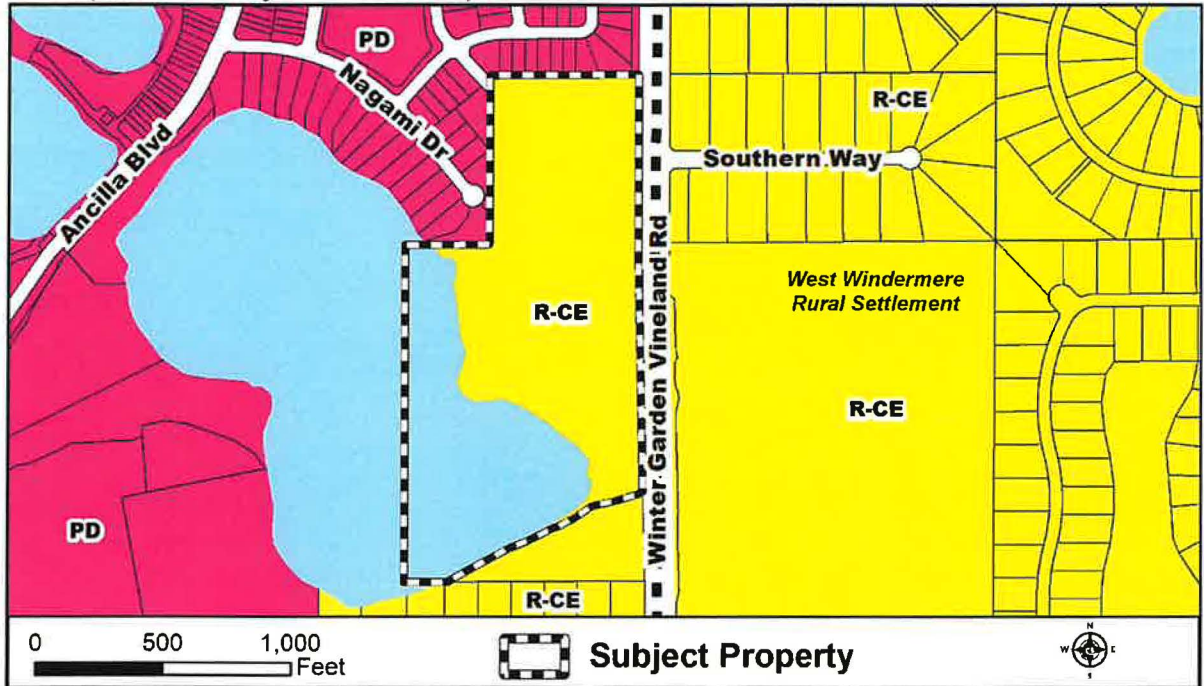 PD
R-CE
Nagami Dr
Ancilla Blvd
Southern Way
Winter Garden Vineland Rd
West Windermere
Rural Settlement
R-CE
R-CE
PD
R-CE
0 500 1,000
Feet
Subject Property
N
W E
S